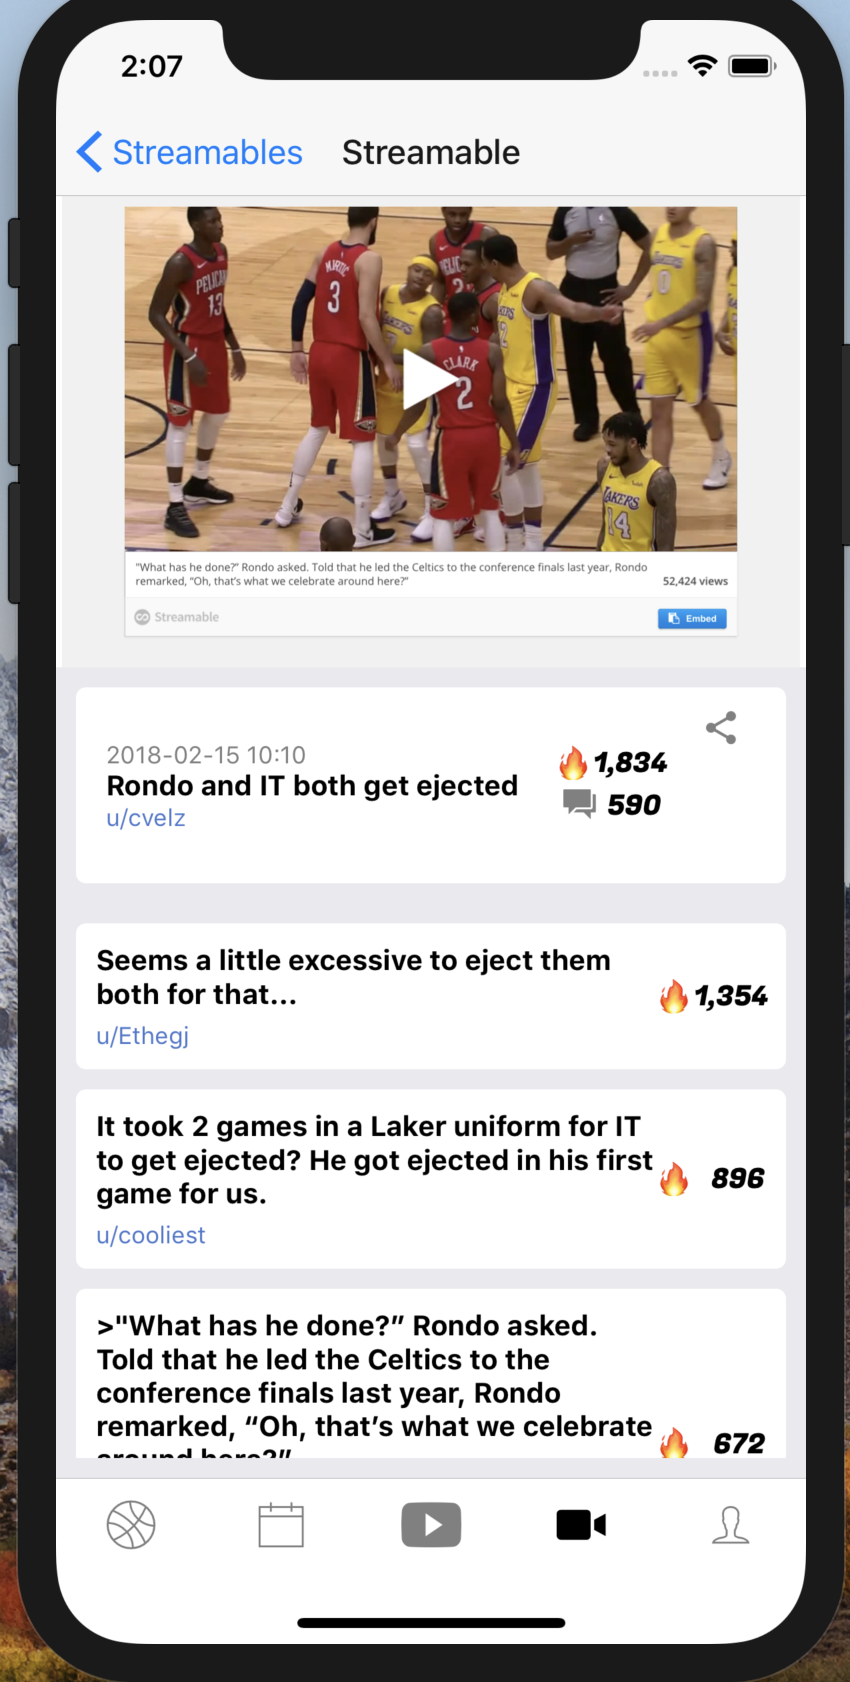 2:07
Streamables
Streamable
MIRTIC
3
13
CLARK
2
0
LAKERS
14
"What has he done?" Rondo asked. Told that he led the Celtics to the conference finals last year, Rondo
remarked, "Oh, that's what we celebrate around here?"
52,424 views
Streamable
Embed
2018-02-15 10:10
Rondo and IT both get ejected
u/cvelz
1,834
590
Seems a little excessive to eject them
both for that...
u/Ethegj
1,354
It took 2 games in a Laker uniform for IT
to get ejected? He got ejected in his first
game for us.
u/cooliest
896
>"What has he done?” Rondo asked.
Told that he led the Celtics to the
conference finals last year, Rondo
remarked, “Oh, that’s what we celebrate
around here?”
672